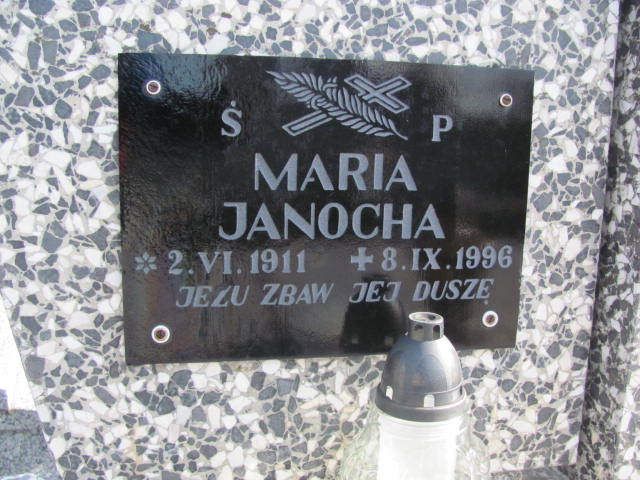 Ś P
MARIA
JANOCHA
* 2.VI.1911 + 8.IX.1996
JEZU ZBAW JEJ DUSZĘ